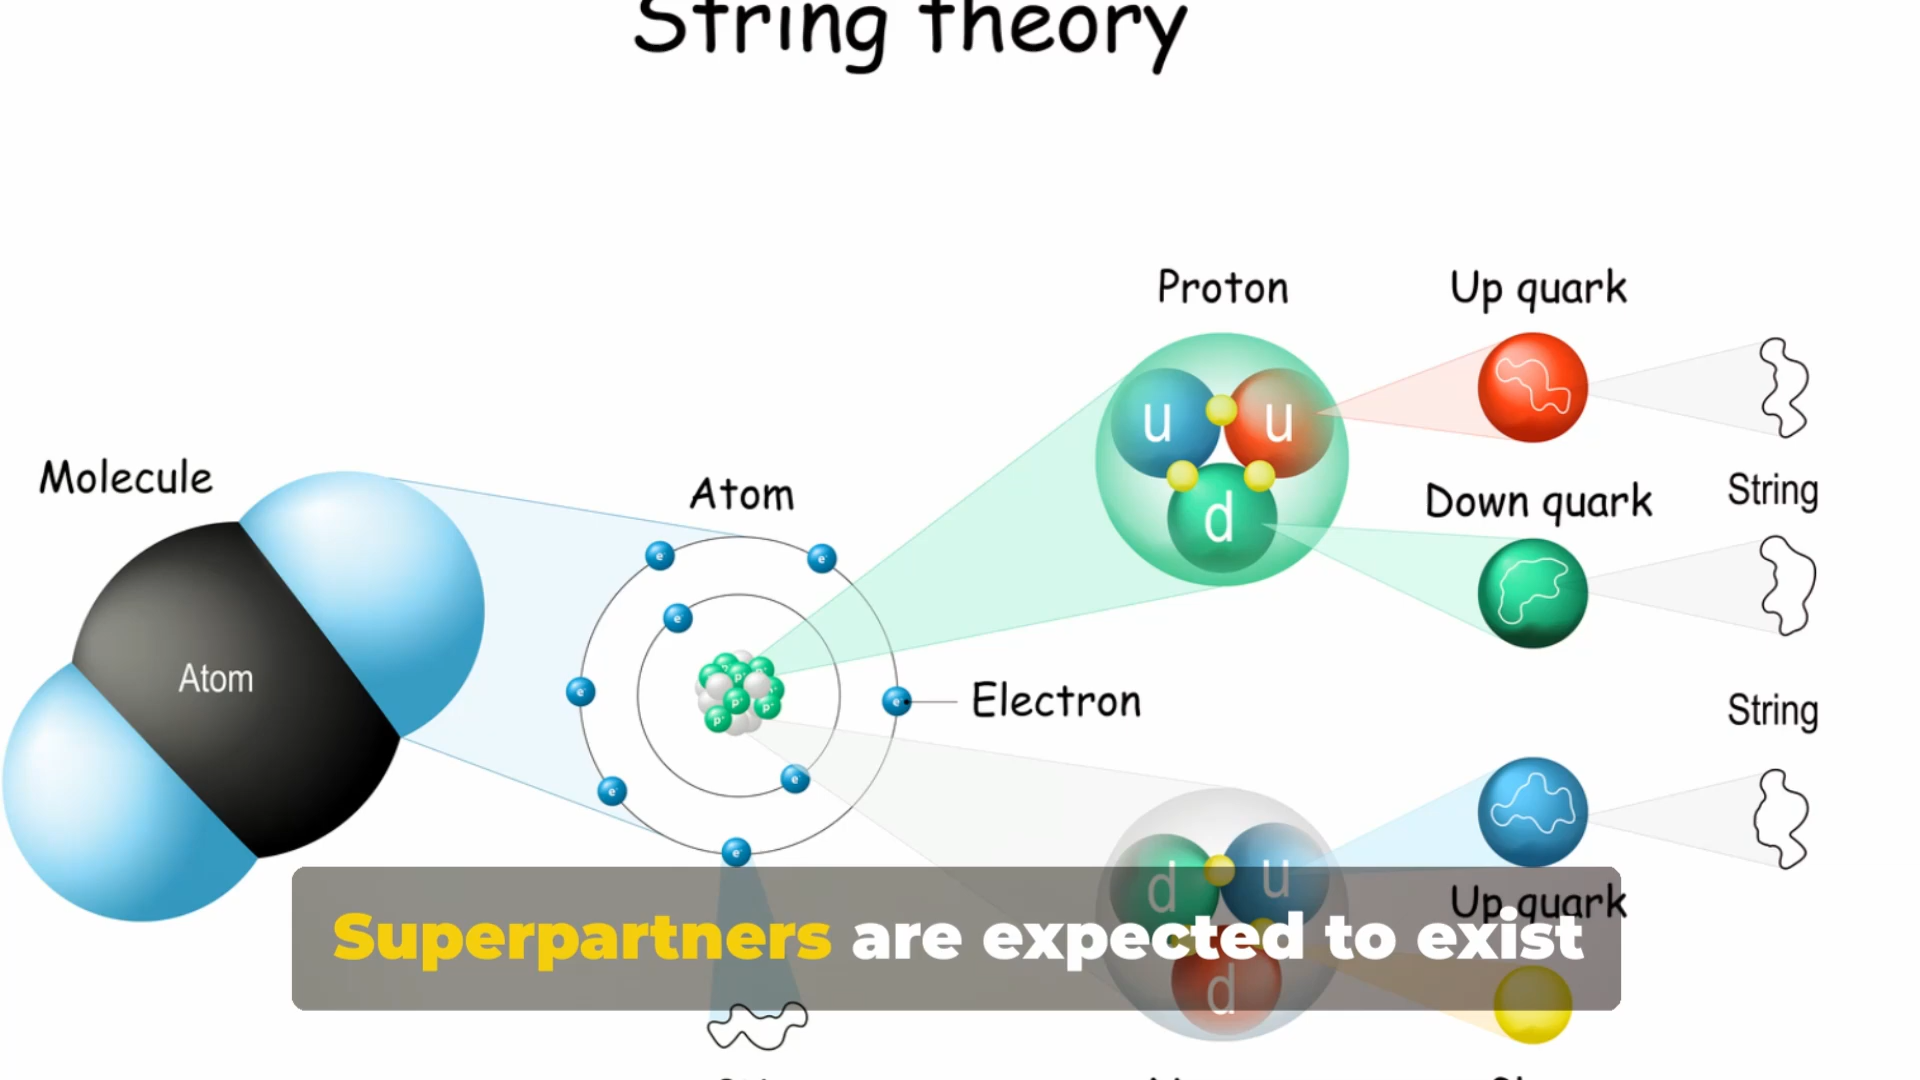 String theory
Proton
Up quark
u
u
d
Molecule
Atom
Down quark
String
Atom
Electron
String
d
u
d
Up quark
Superpartners are expected to exist